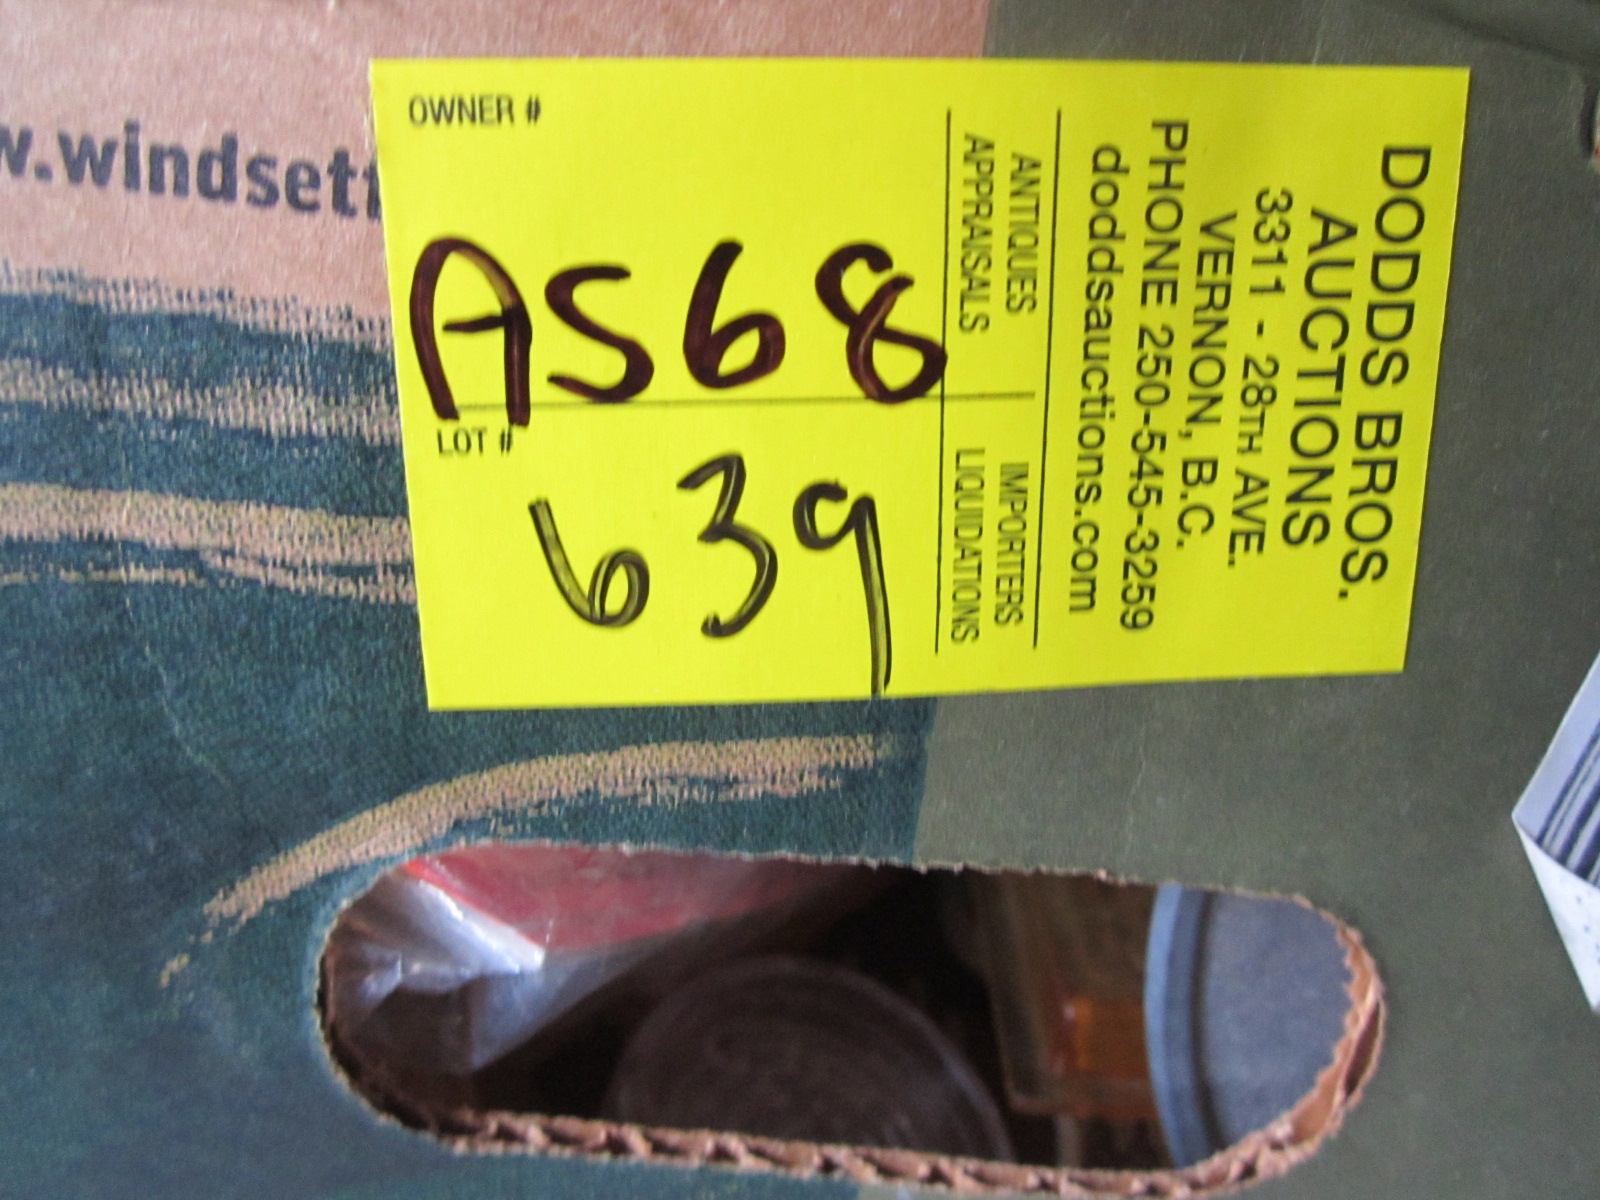 w.windset
OWNER #
A568
LOT #
639
DODDS BROS.
AUCTIONS
3311 - 28TH AVE.
VERNON, B.C.
PHONE 250-545-3259
doddsauctions.com
ANTIQUES
APPRAISALS
IMPORTERS
LIQUIDATIONS